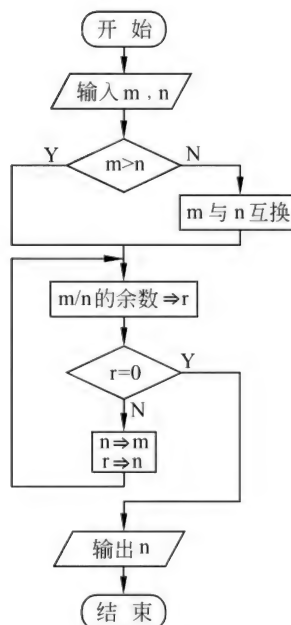 开 始
输入 m , n
Y
m>n
N
m 与 n 互换
m/n 的余数⇒r
r=0
Y
N
n⇒m
r⇒n
输出 n
结 束